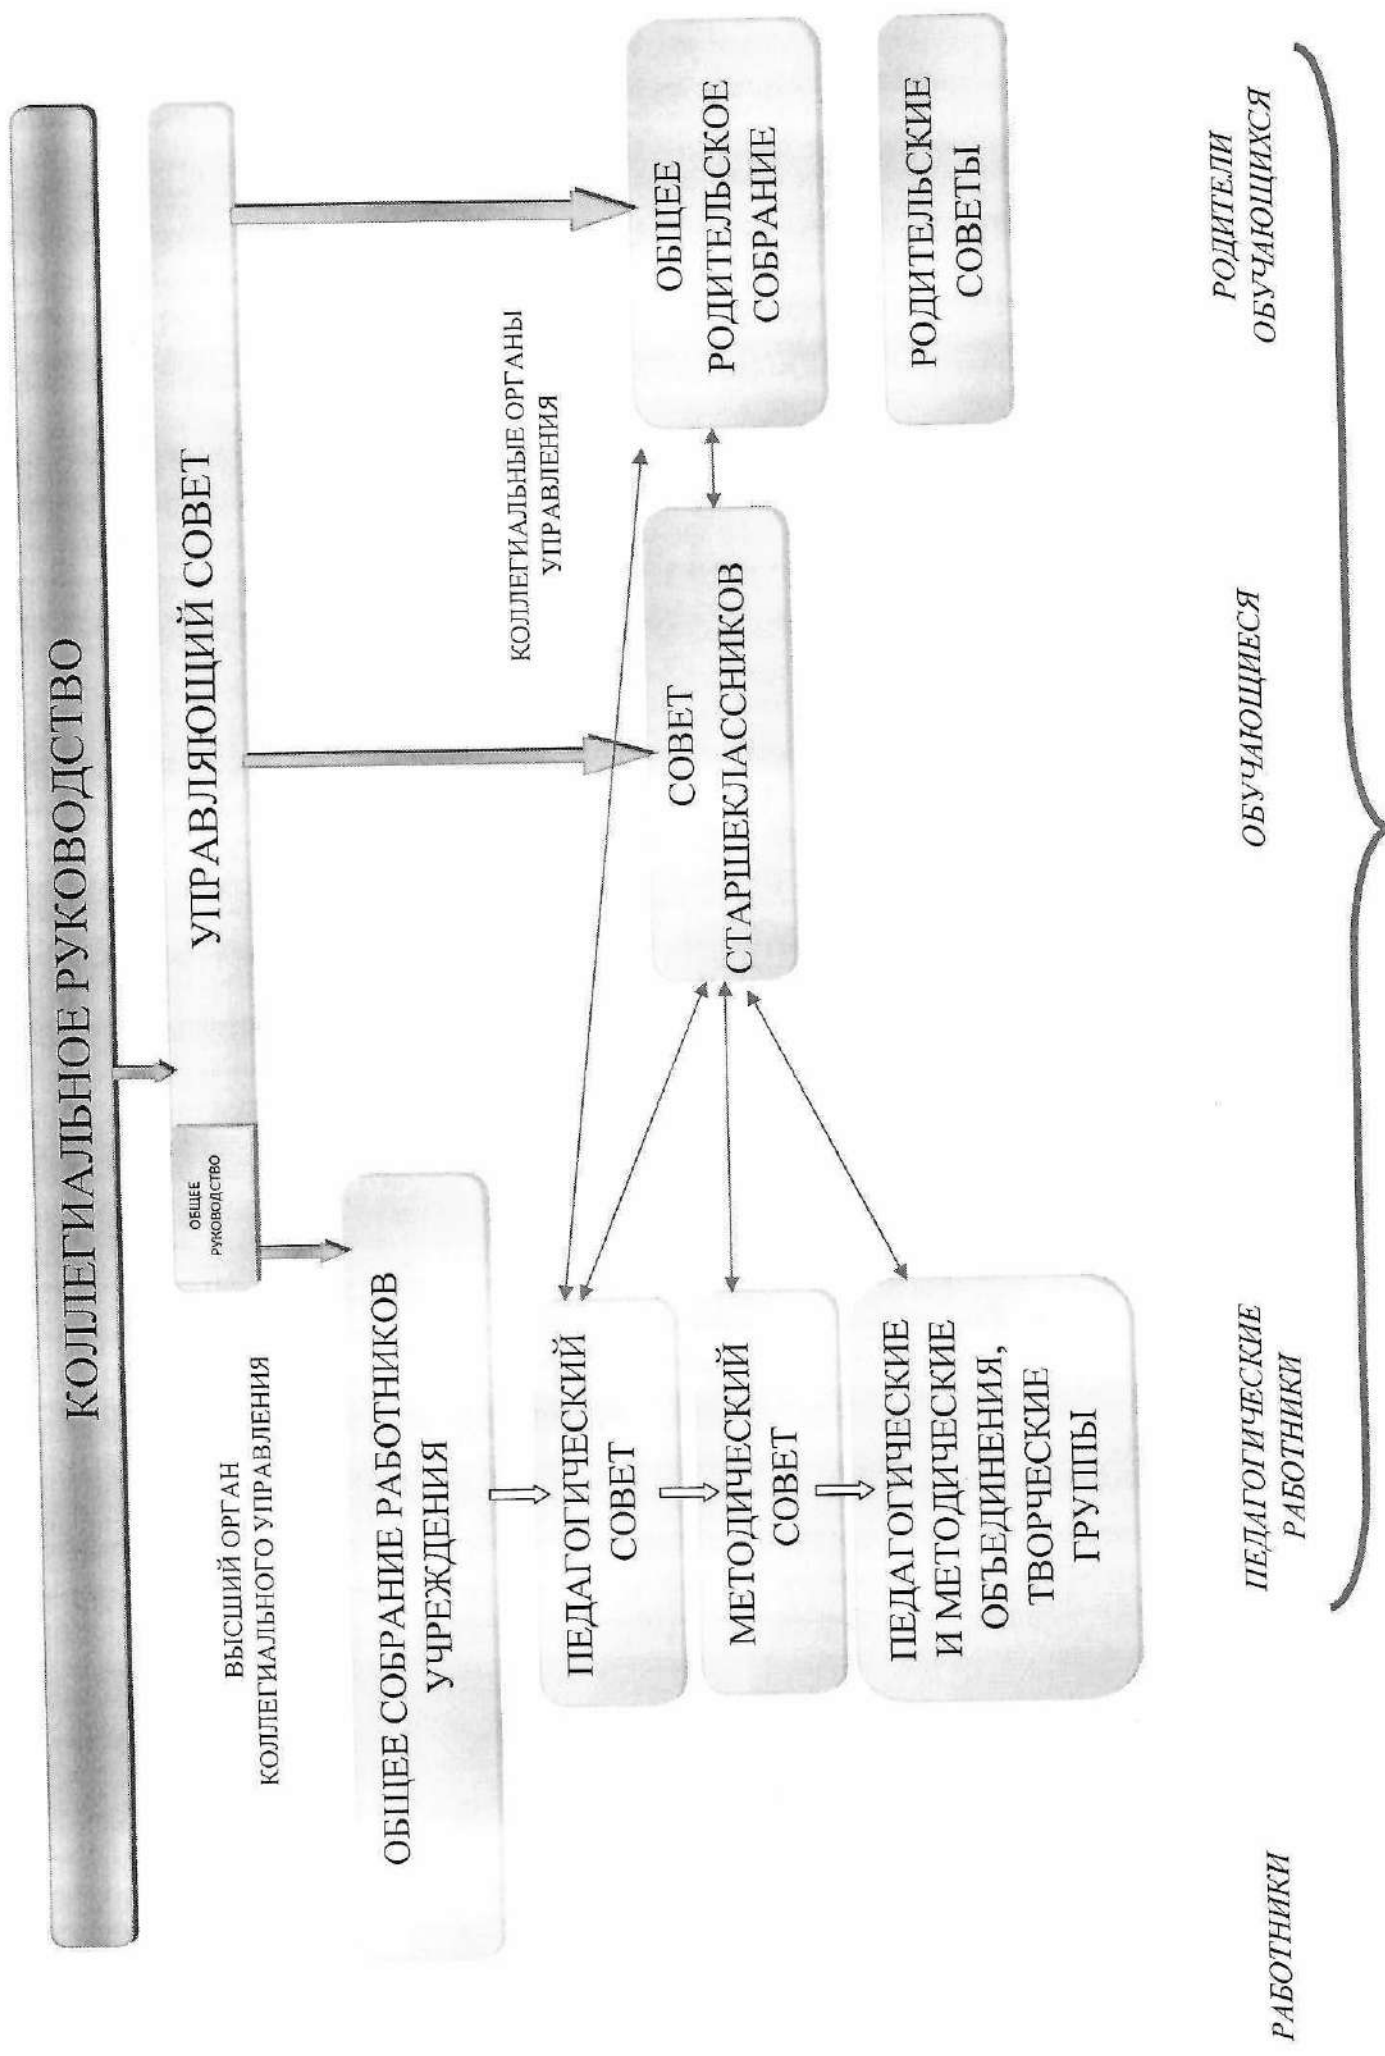 КОЛЛЕГИАЛЬНОЕ РУКОВОДСТВО
ОБЩЕЕ
РУКОВОДСТВО
УПРАВЛЯЮЩИЙ СОВЕТ
ВЫСШИЙ ОРГАН
КОЛЛЕГИАЛЬНОГО УПРАВЛЕНИЯ
КОЛЛЕГИАЛЬНЫЕ ОРГАНЫ
УПРАВЛЕНИЯ
ОБЩЕЕ СОБРАНИЕ РАБОТНИКОВ
УЧРЕЖДЕНИЯ
ПЕДАГОГИЧЕСКИЙ
СОВЕТ
МЕТОДИЧЕСКИЙ
СОВЕТ
ПЕДАГОГИЧЕСКИЕ
И МЕТОДИЧЕСКИЕ
ОБЪЕДИНЕНИЯ,
ТВОРЧЕСКИЕ
ГРУППЫ
СОВЕТ
СТАРШЕКЛАССНИКОВ
ОБЩЕЕ
РОДИТЕЛЬСКОЕ
СОБРАНИЕ
РОДИТЕЛЬСКИЕ
СОВЕТЫ
РАБОТНИКИ
ПЕДАГОГИЧЕСКИЕ
РАБОТНИКИ
ОБУЧАЮЩИЕСЯ
РОДИТЕЛИ
ОБУЧАЮЩИХСЯ